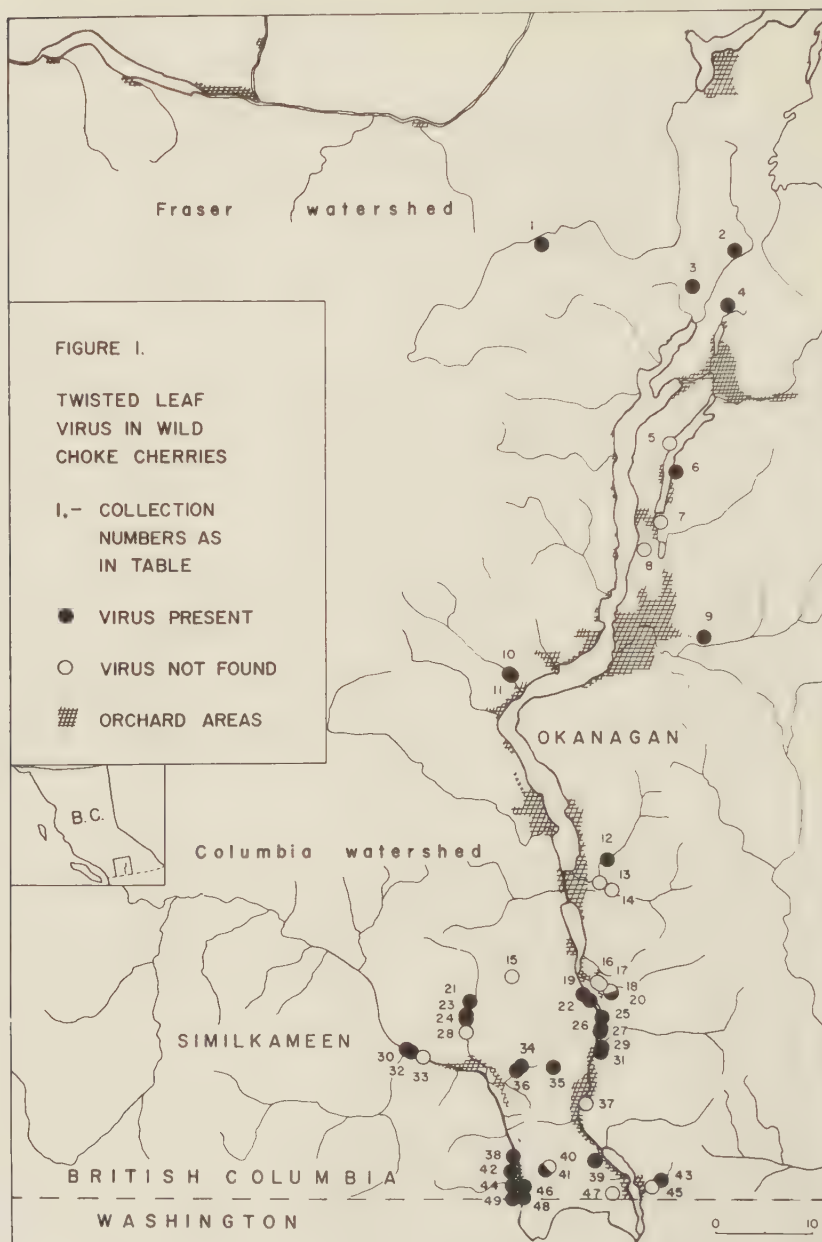 Fraser watershed
1
2
3
4
FIGURE 1.
TWISTED LEAF
VIRUS IN WILD
CHOKE CHERRIES
1.- COLLECTION
NUMBERS AS
IN TABLE
VIRUS PRESENT
VIRUS NOT FOUND
ORCHARD AREAS
5
6
7
8
9
10
11
OKANAGAN
B.C.
Columbia watershed
12
13
14
15
16
17
18
19
20
21
22
23
24
25
26
27
28
29
SIMILKAMEEN
30
31
32
33
34
35
36
37
38
39
40
41
42
43
44
45
46
47
48
49
BRITISH COLUMBIA
WASHINGTON
0 10